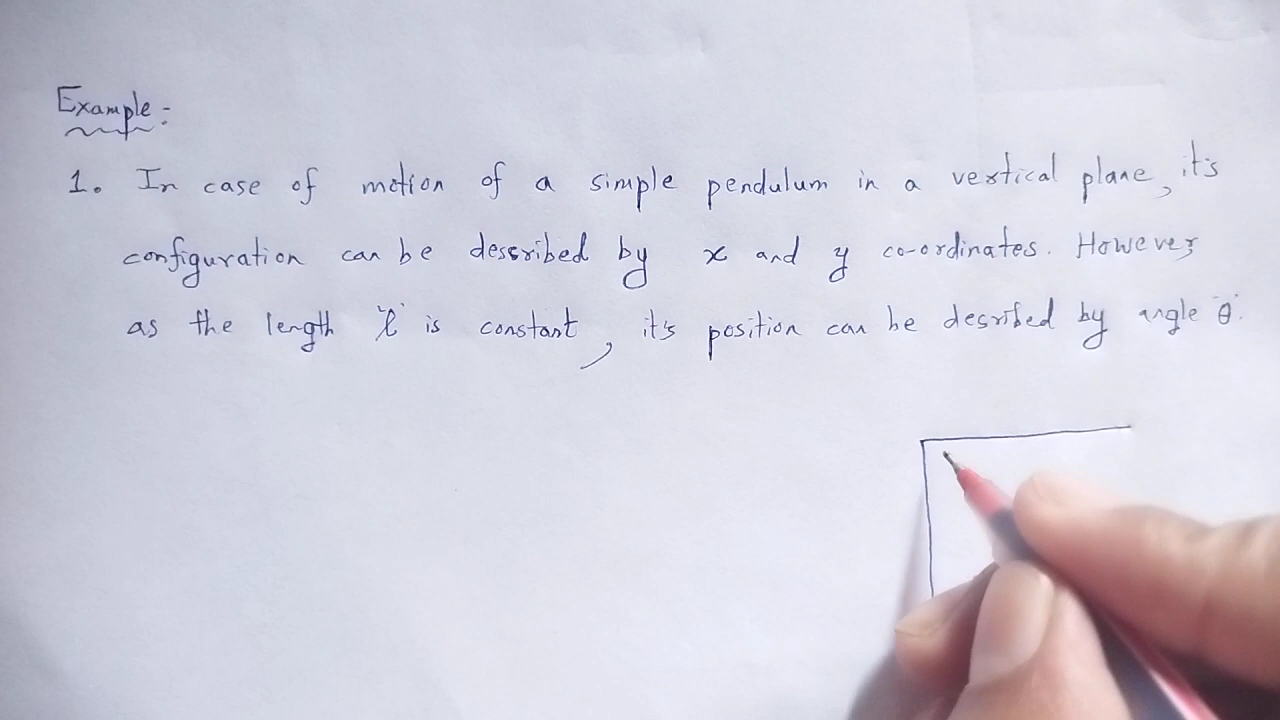 Example:
1. In case of motion of a simple pendulum in a vertical plane, it's
configuration can be described by x and y co-ordinates. However
as the length 'l' is constant, it's position can be desribed by angle 'θ'.